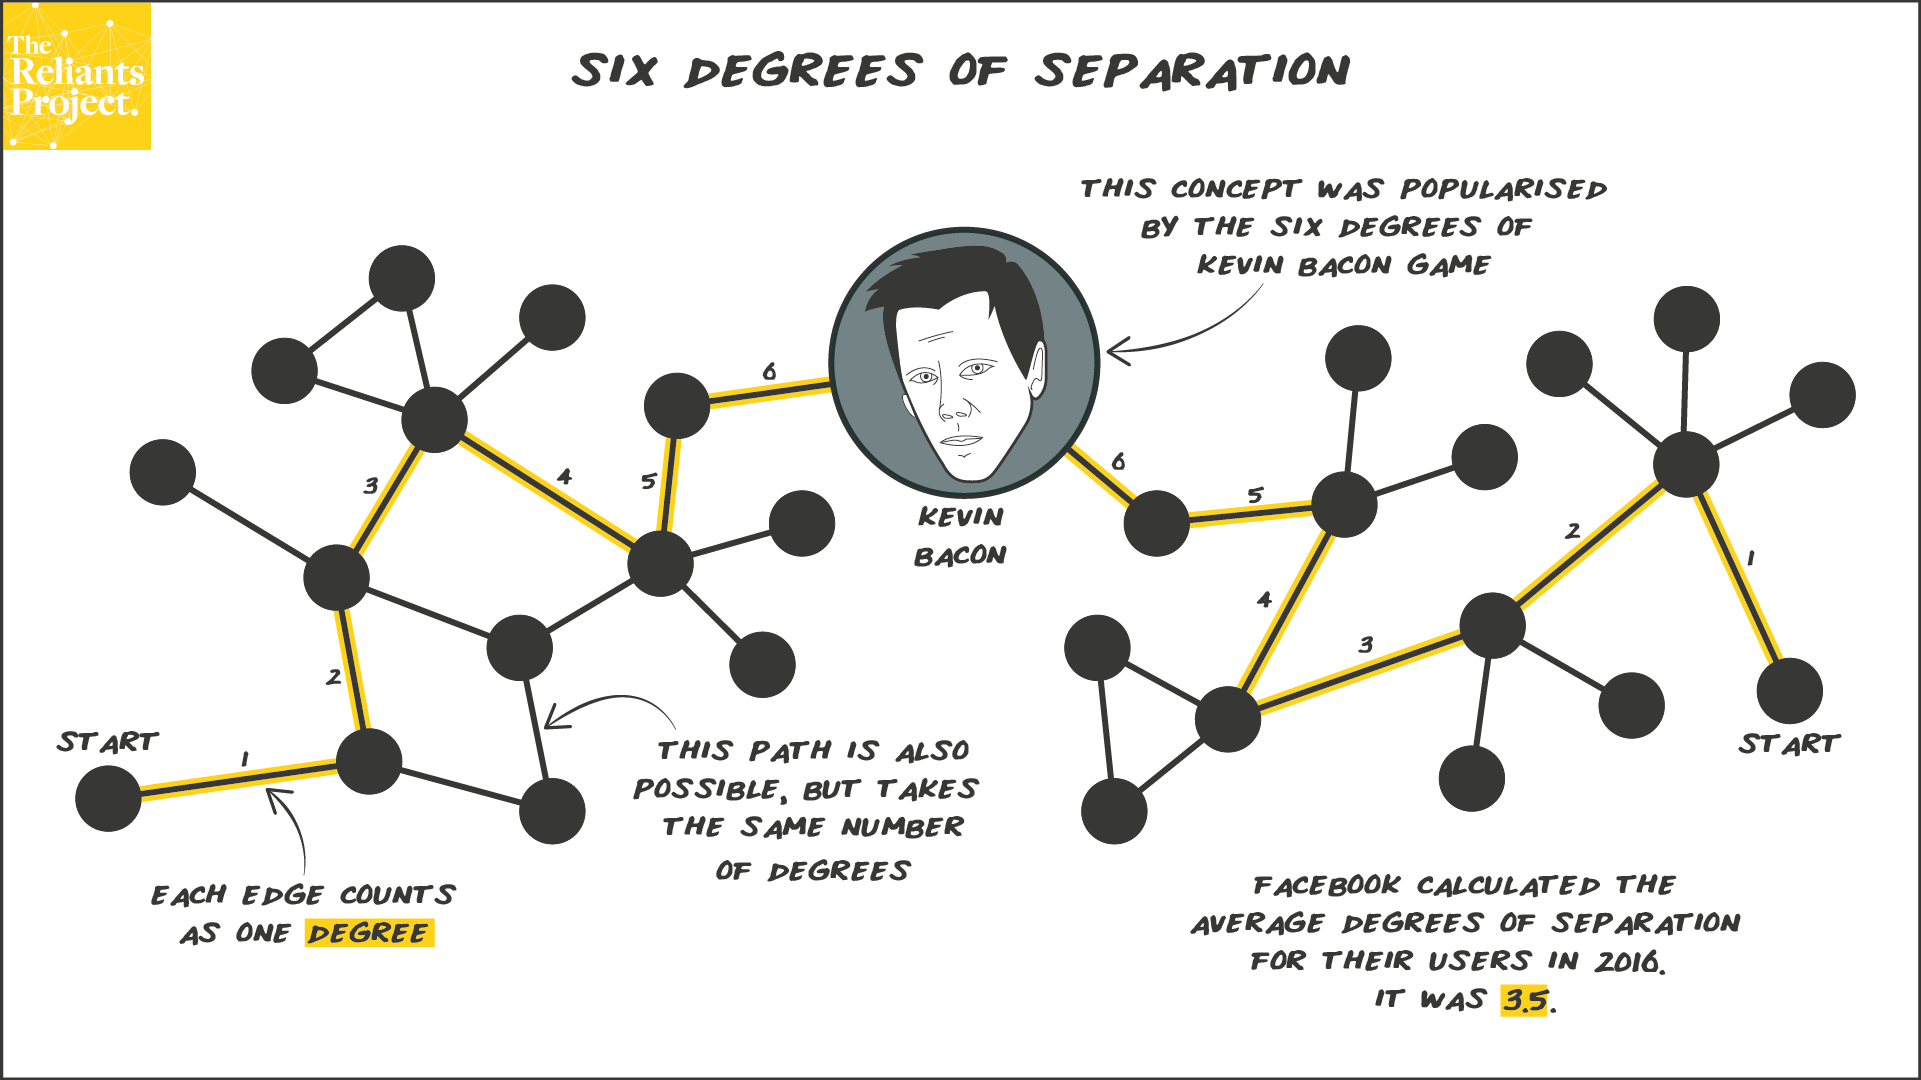 The
Reliants
Project.
SIX DEGREES OF SEPARATION
THIS CONCEPT WAS POPULARISED
BY THE SIX DEGREES OF
KEVIN BACON GAME
6
5
4
3
2
1
START
KEVIN
BACON
6
5
4
3
2
1
START
THIS PATH IS ALSO
POSSIBLE, BUT TAKES
THE SAME NUMBER
OF DEGREES
EACH EDGE COUNTS
AS ONE DEGREE
FACEBOOK CALCULATED THE
AVERAGE DEGREES OF SEPARATION
FOR THEIR USERS IN 2016.
IT WAS 3.5.